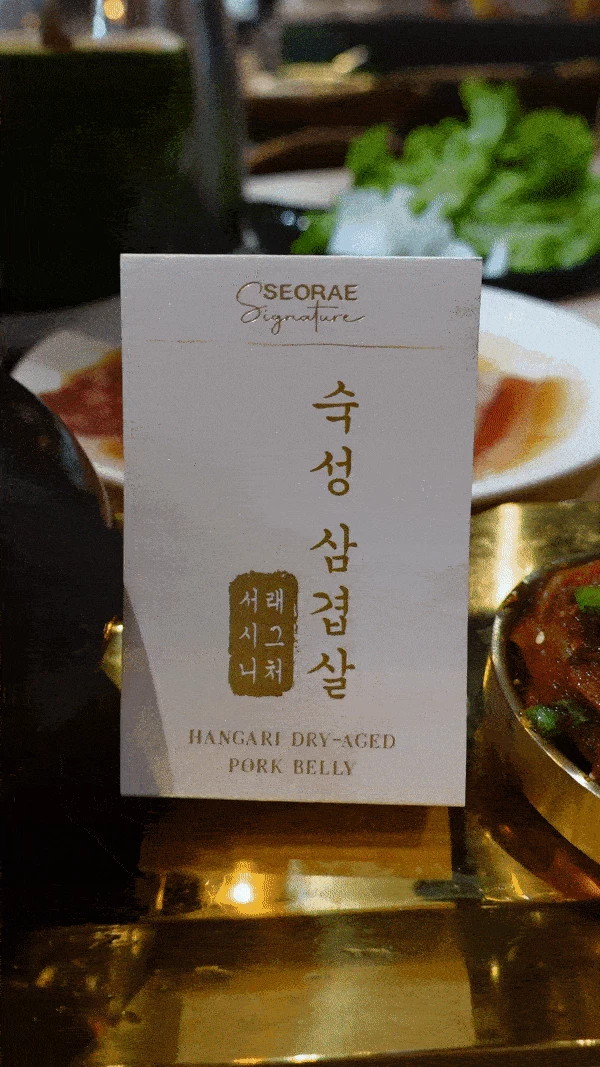 SEORAE
Signature
숙성 삼겹살
서래
시그
니처
HANGARI DRY-AGED
PORK BELLY